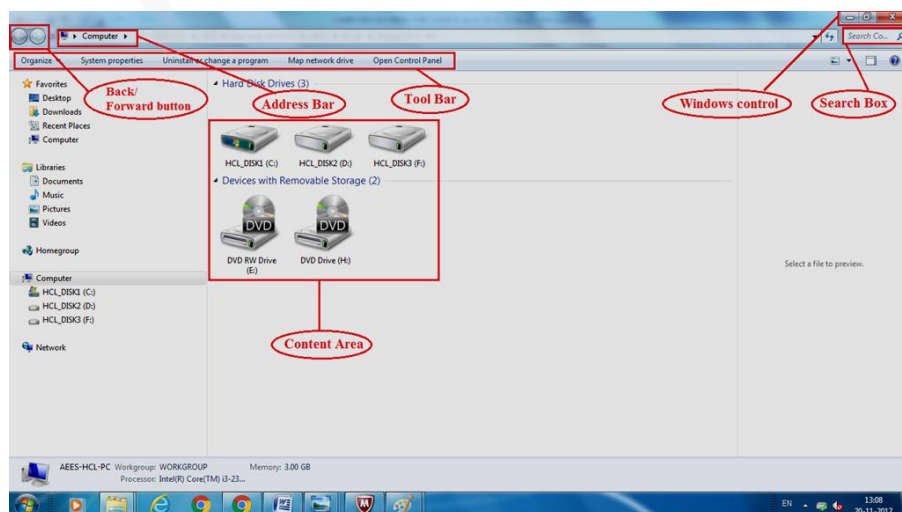 Computer
Search Co...
Organize
System properties
Uninstall or change a program
Map network drive
Open Control Panel
Back/
Forward button
Address Bar
Tool Bar
Windows control
Search Box
Favorites
Desktop
Downloads
Recent Places
Computer
Libraries
Documents
Music
Pictures
Videos
Homegroup
Computer
HCL_DISK1 (C:)
HCL_DISK2 (D:)
HCL_DISK3 (F:)
Network
Hard Disk Drives (3)
HCL_DISK1 (C:)
HCL_DISK2 (D:)
HCL_DISK3 (F:)
Devices with Removable Storage (2)
DVD
DVD
DVD RW Drive
(E:)
DVD Drive (H:)
Content Area
Select a file to preview.
AEES-HCL-PC Workgroup: WORKGROUP Memory: 3.00 GB
Processor: Intel(R) Core(TM) i3-23...
EN
13:08
20-11-2017